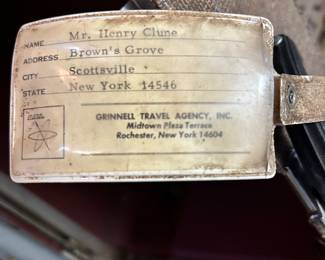 NAME Mr. Henry Clune
ADDRESS Brown's Grove
CITY Scottsville
STATE New York 14546
GRINNELL TRAVEL AGENCY, INC.
Midtown Plaza Terrace
Rochester, New York 14604